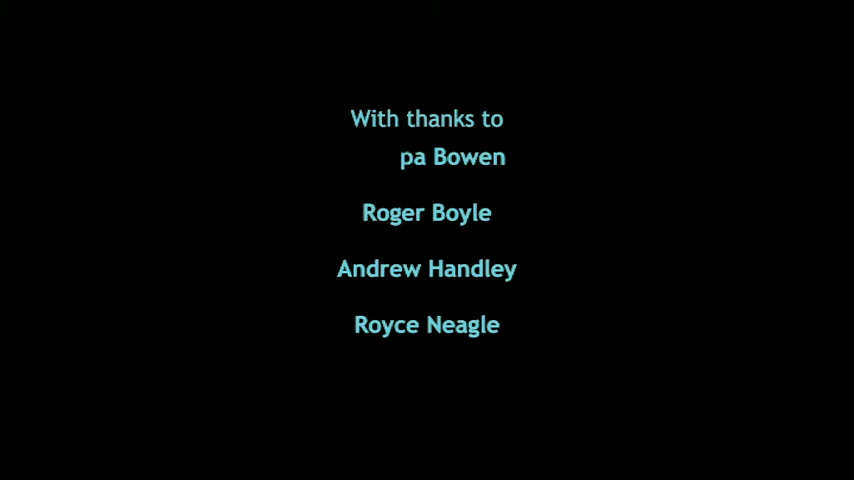 With thanks to
pa Bowen
Roger Boyle
Andrew Handley
Royce Neagle